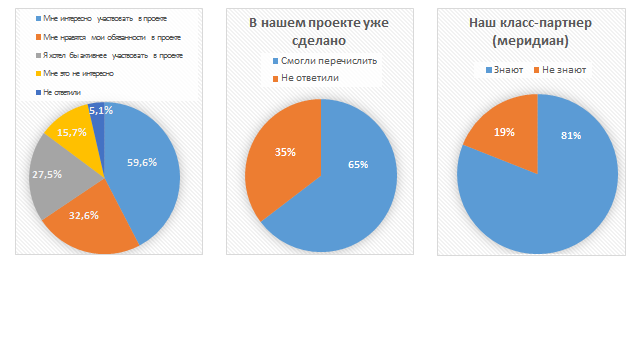 Мне интересно участвовать в проекте
Мне нравятся мои обязанности в проекте
Я хотел бы активнее участвовать в проекте
Мне это не интересно
Не ответили
5,1%
15,7%
59,6%
27,5%
32,6%
В нашем проекте уже
сделано
Смогли перечислить
Не ответили
35%
65%
Наш класс-партнер
(меридиан)
Знают
Не знают
19%
81%